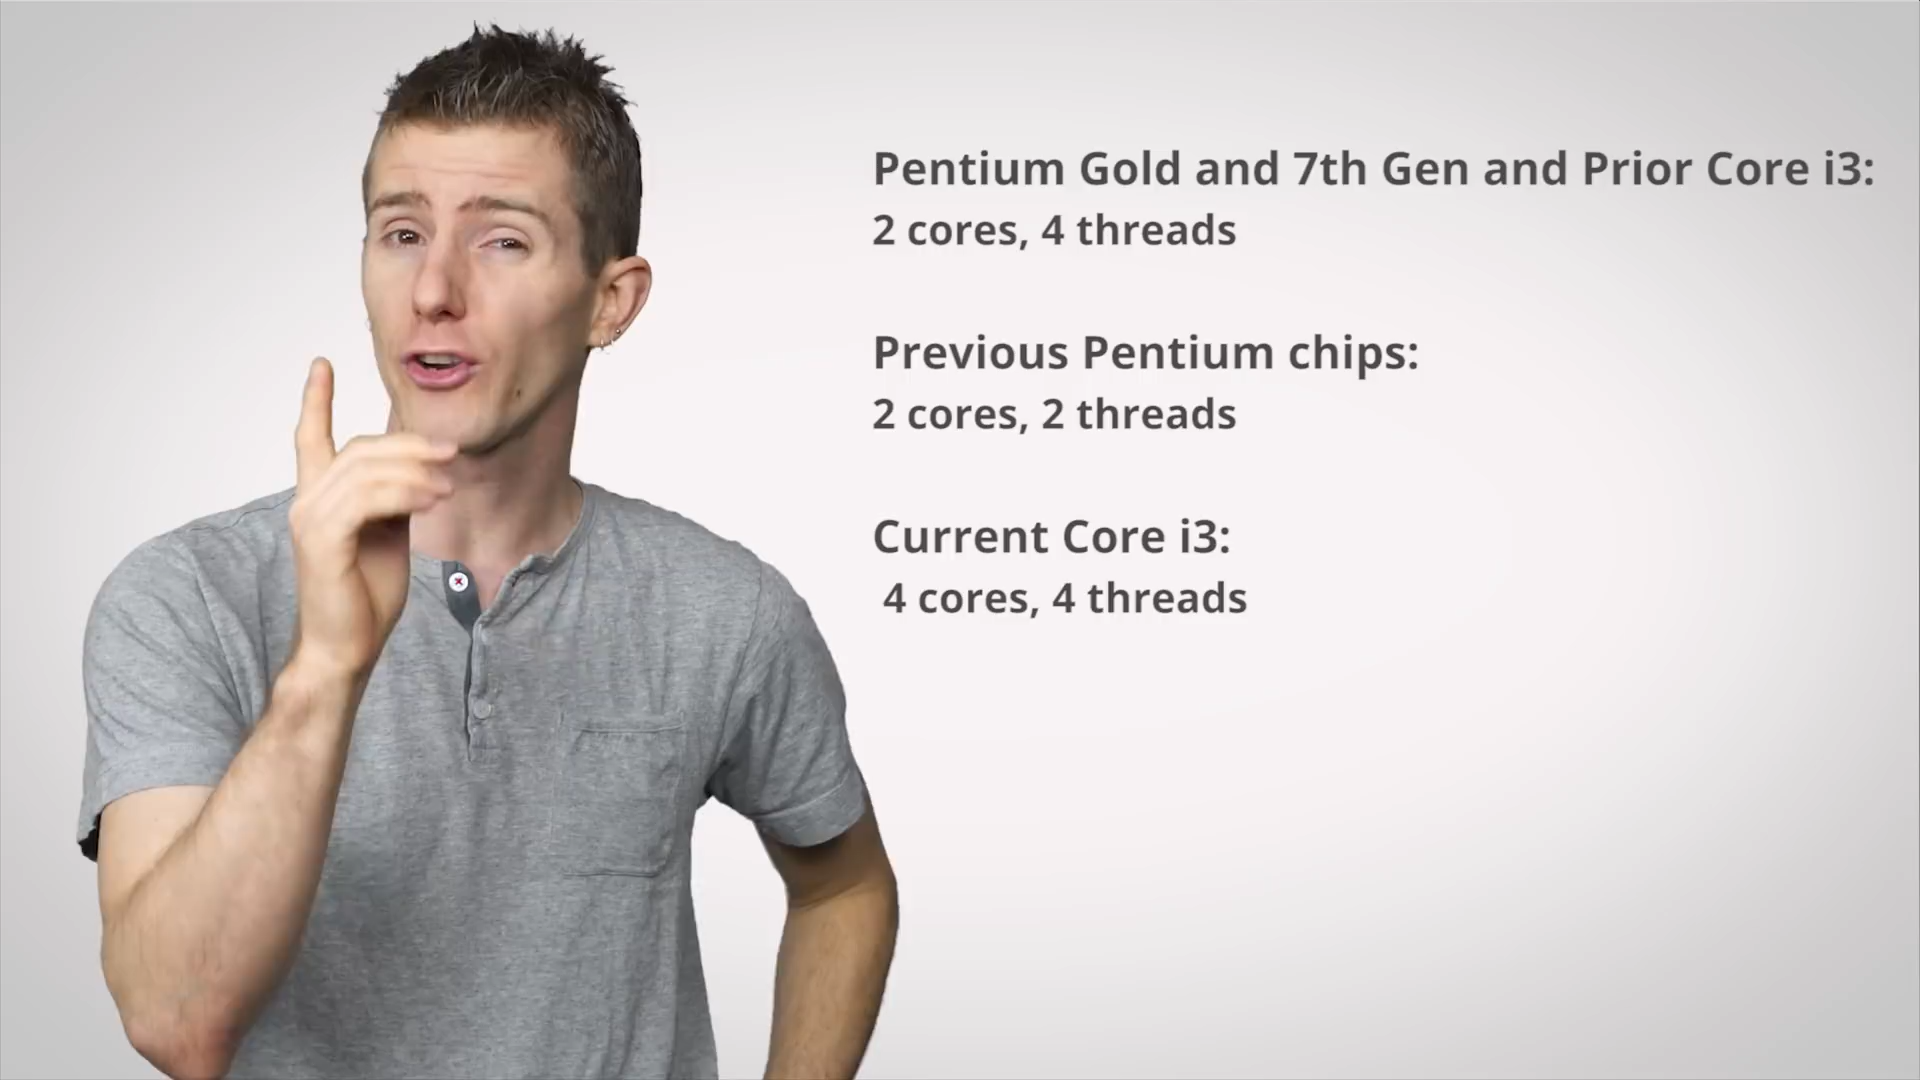 Pentium Gold and 7th Gen and Prior Core i3:
2 cores, 4 threads
Previous Pentium chips:
2 cores, 2 threads
Current Core i3:
4 cores, 4 threads